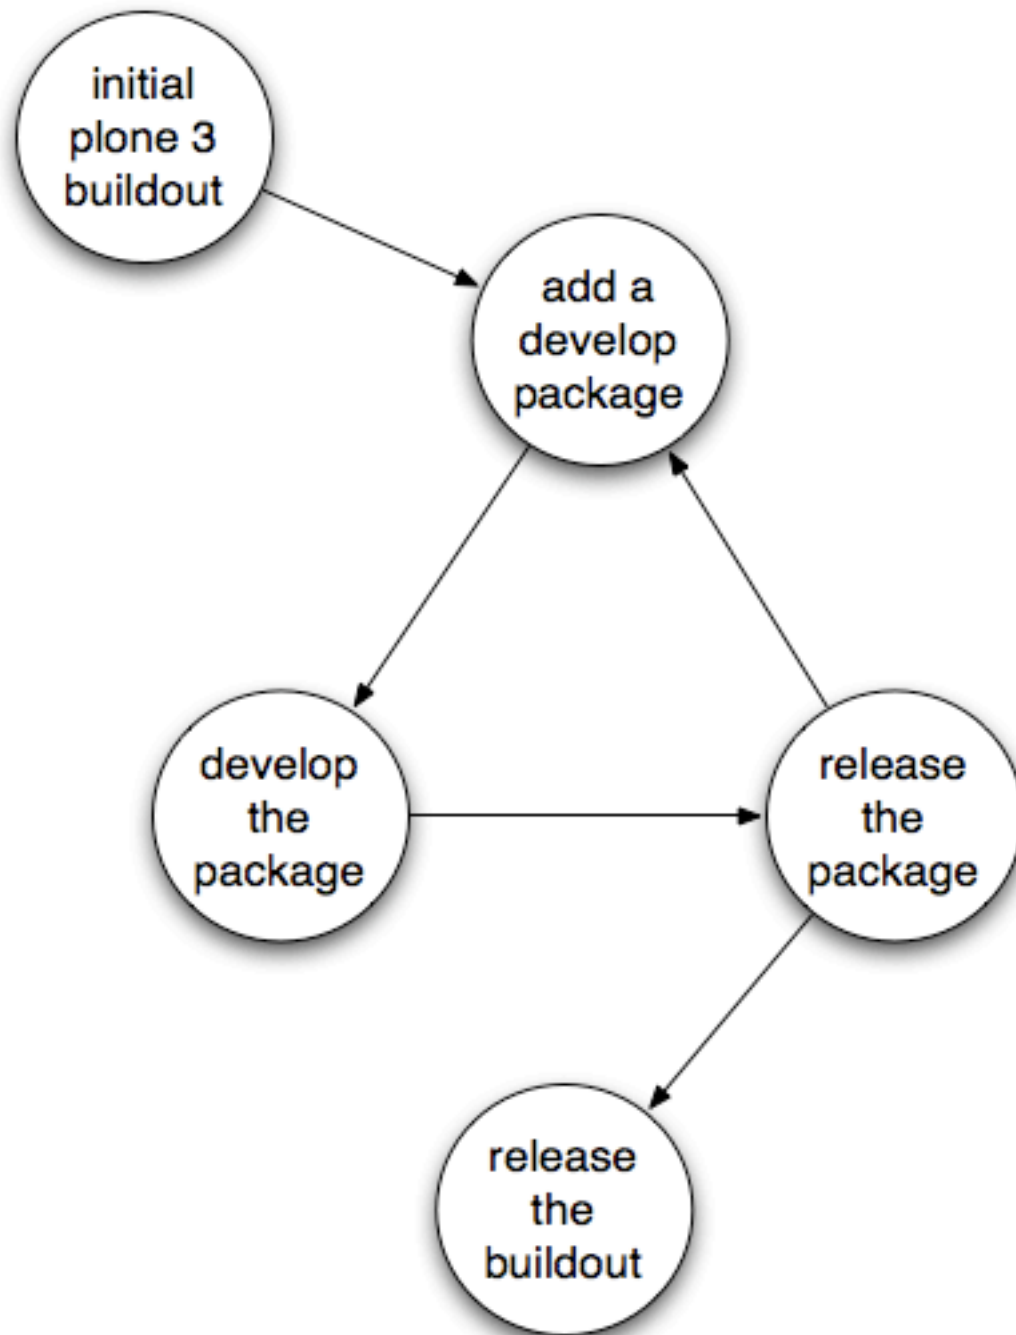 initial
plone 3
buildout
add a
develop
package
develop
the
package
release
the
package
release
the
buildout